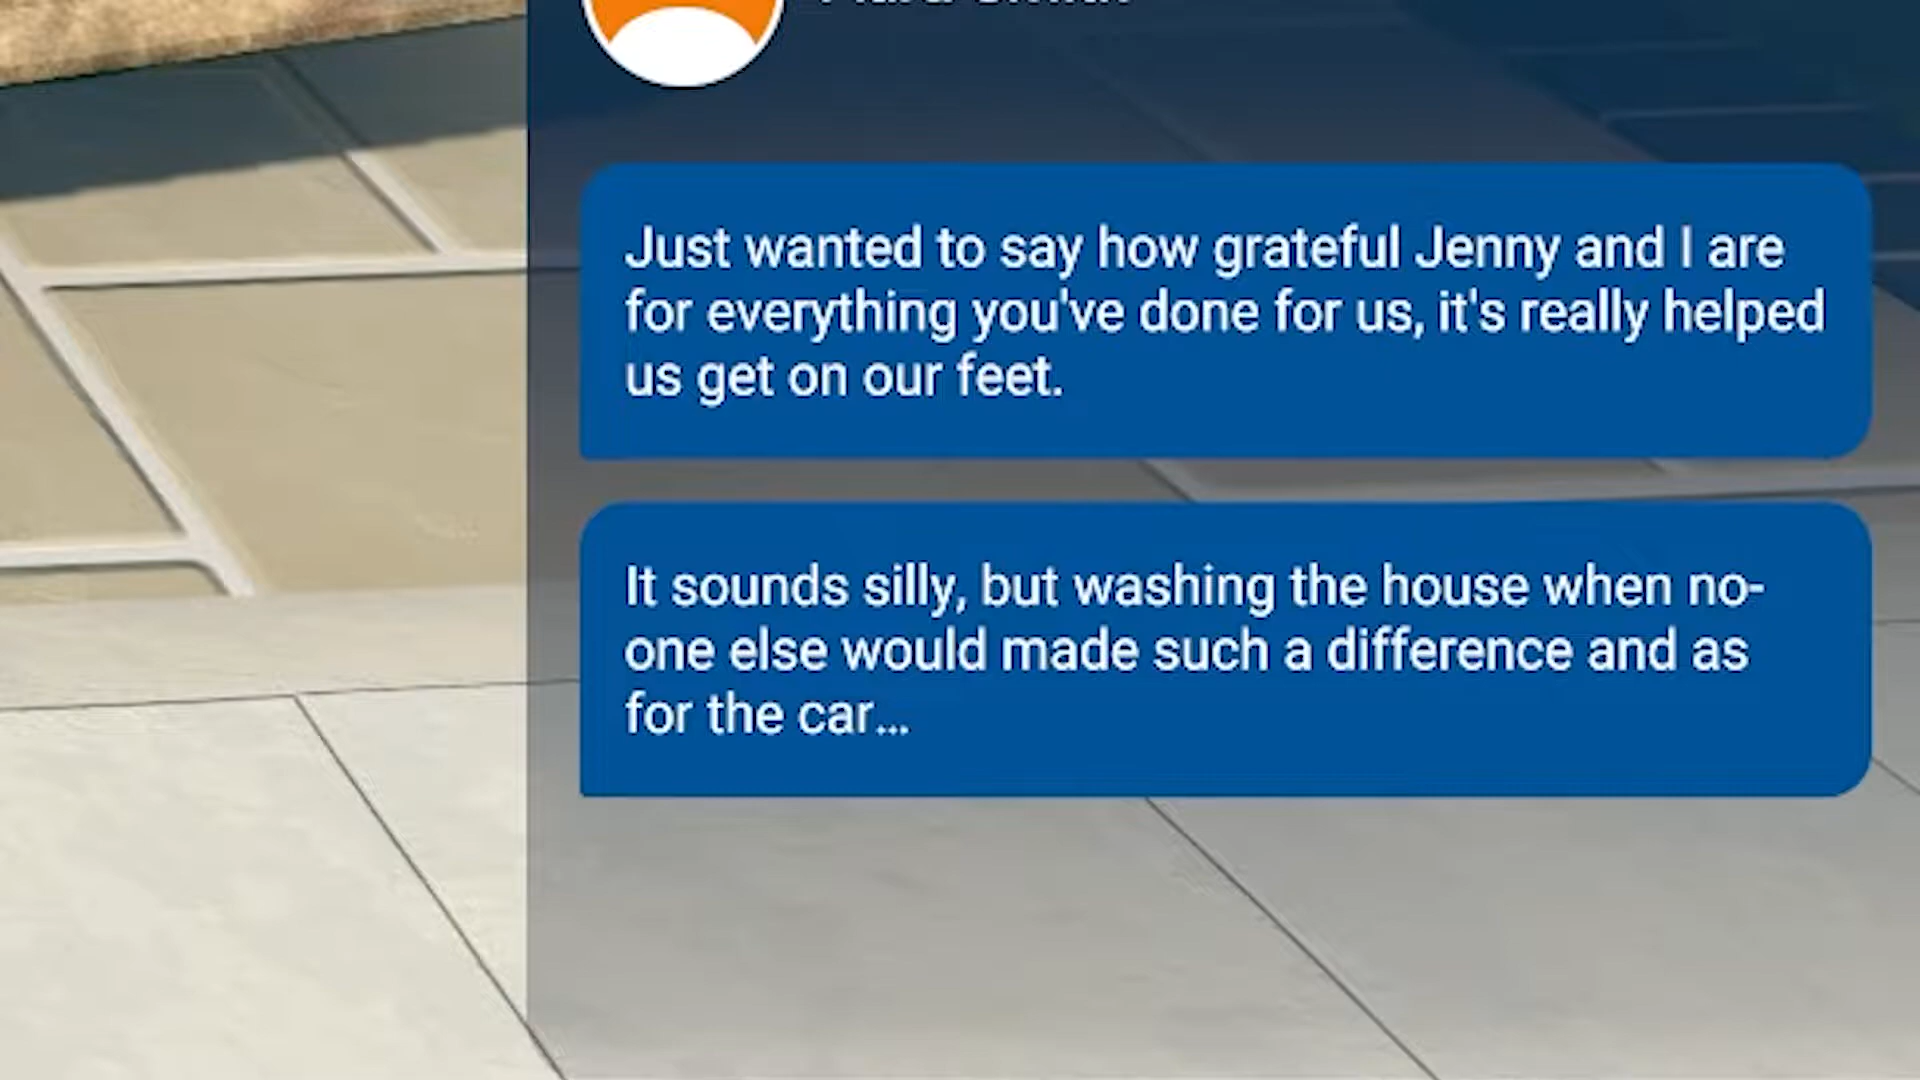 Smith
Just wanted to say how grateful Jenny and I are
for everything you've done for us, it's really helped
us get on our feet.
It sounds silly, but washing the house when no-
one else would made such a difference and as
for the car...